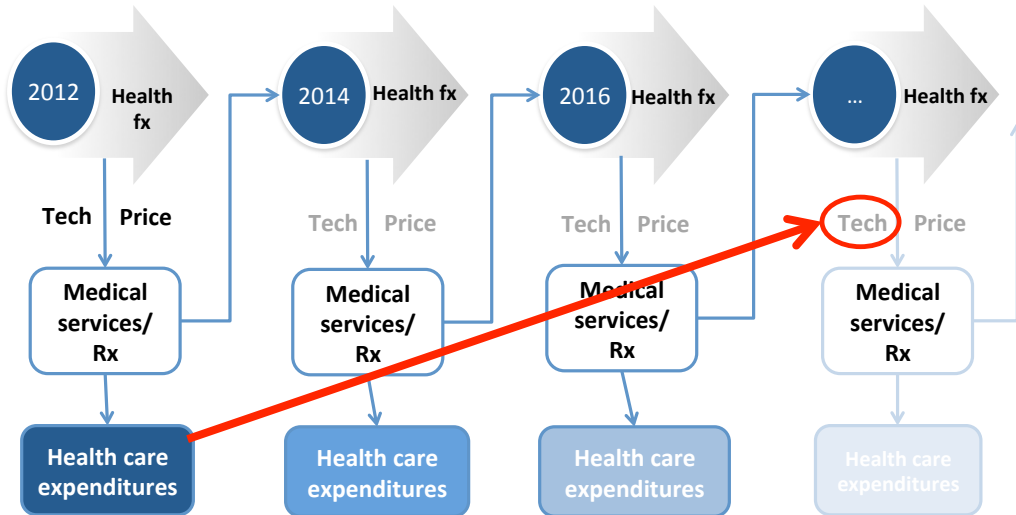 2012
Health
fx
2014
Health fx
2016
Health fx
...
Health fx
Tech Price
Tech Price
Tech Price
Tech Price
Medical
services/
Rx
Medical
services/
Rx
Medical
services/
Rx
Medical
services/
Rx
Health care
expenditures
Health care
expenditures
Health care
expenditures
Health care
expenditures